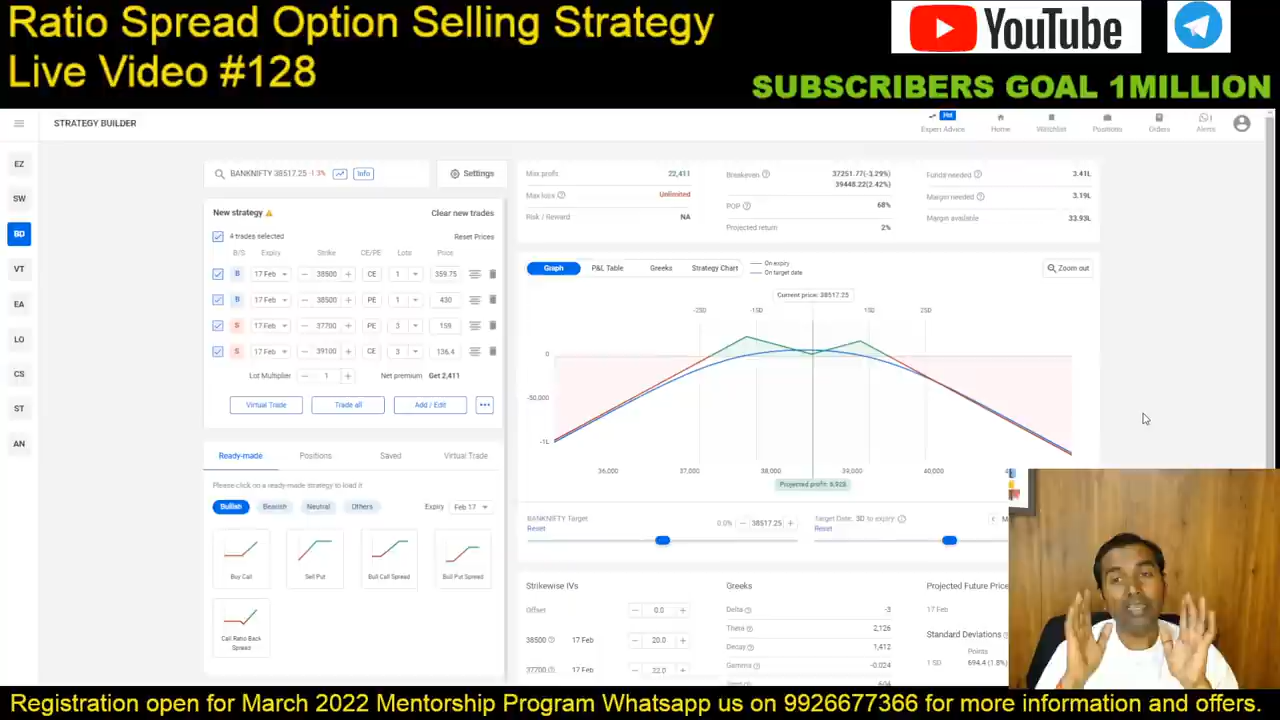 Ratio Spread Option Selling Strategy
Live Video #128
YouTube
SUBSCRIBERS GOAL 1MILLION
STRATEGY BUILDER
Hot
Expert Advice Home Watchlist Positions Orders Alerts
EZ
SW
BD
VT
EA
LO
CS
ST
AN
BANKNIFTY 38517.25 Info
Settings
New strategy Clear new trades
4 trades selected Reset Prices
B/S Expiry Strike CE/PE Lots Price
B 17 Feb 38500 CE 1 359.75
B 17 Feb 38500 PE 1 430
S 17 Feb 37700 PE 3 159
S 17 Feb 39100 CE 3 136.4
Lot Multiplier 1 Net premium Get 2,411
Virtual Trade Trade all Add / Edit
Ready-made Positions Saved Virtual Trade
Please click on a ready-made strategy to load it
Bullish Bearish Neutral Others Expiry Feb 17
Buy Call Sell Put Bull Call Spread Bull Put Spread
Call Ratio Back
Spread
Max profit 22,411
Max loss Unlimited
Risk / Reward NA
Breakeven 37251.77(-3.29%)
39448.22(2.42%)
POP 68%
Projected return 2%
Funds needed 3.41L
Margin needed 3.19L
Margin available 33.93L
Graph P&L Table Greeks Strategy Chart
On expiry
On target date
Zoom out
Current price: 38517.25
-2SD -1SD 1SD 2SD
0
-50,000
-1L
36,000 37,000 38,000 39,000 40,000
Projected profit:
BANKNIFTY Target 0.0% 38517.25
Reset
Target Date: 3D to expiry
Reset
Strikewise IVs
Offset 0.0
38500 17 Feb 20.0
37700 17 Feb 22.0
Greeks
Delta -3
Theta 2,126
Decay 1,412
Gamma -0.024
Projected Future Price
17 Feb
Standard Deviations
Points
1 SD 694.4 (1.8%)
Registration open for March 2022 Mentorship Program Whatsapp us on 9926677366 for more information and offers.